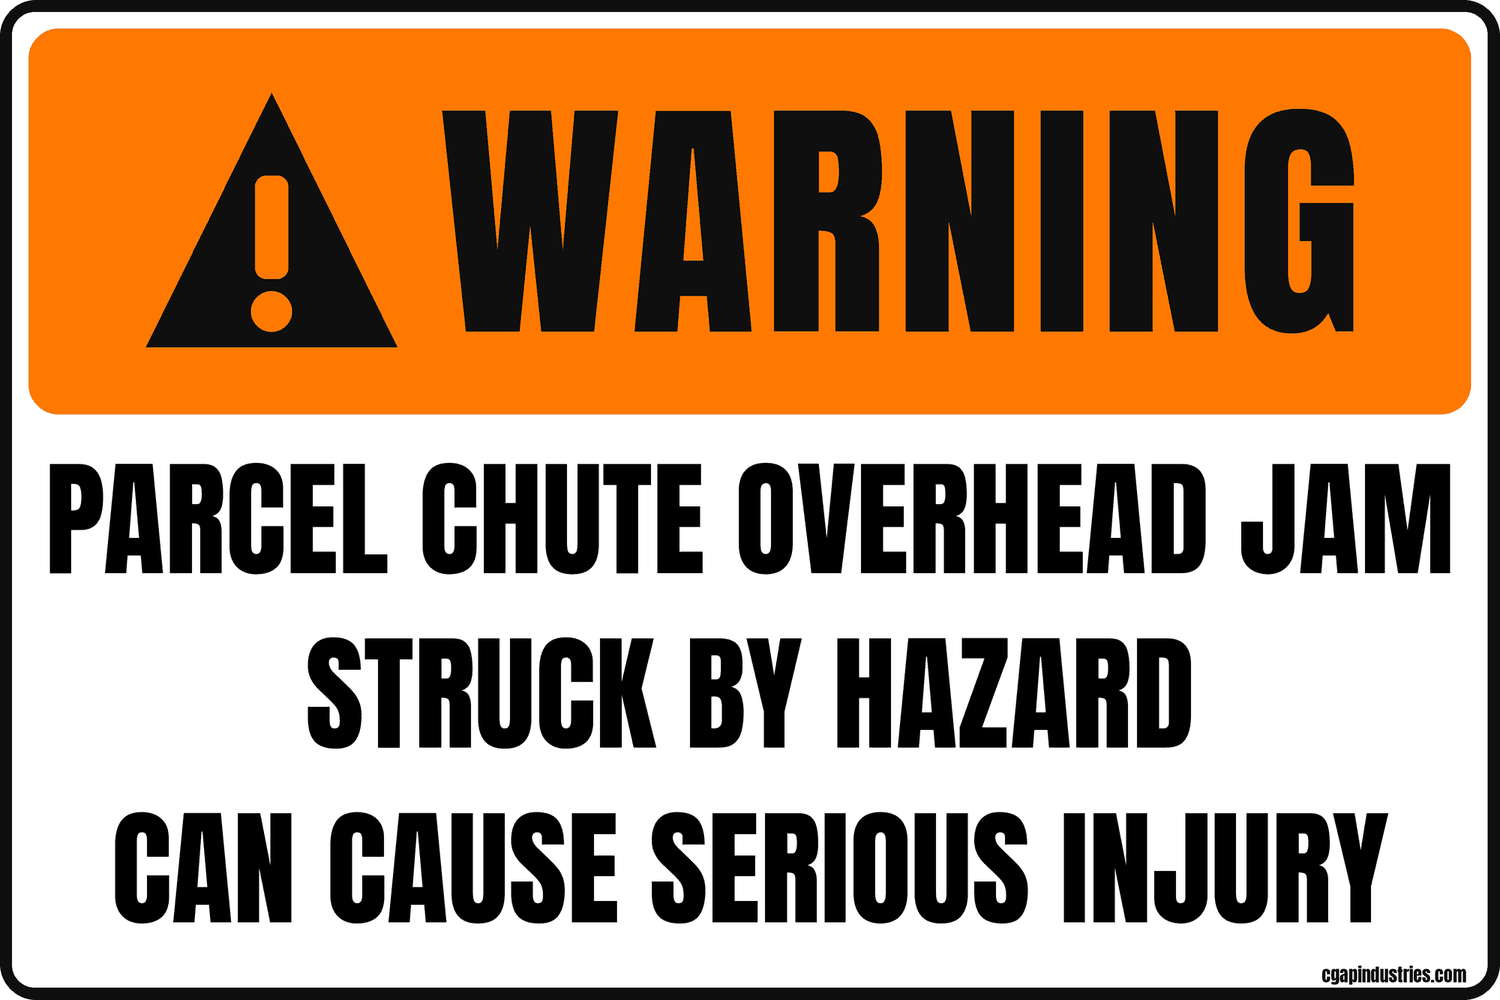 WARNING
PARCEL CHUTE OVERHEAD JAM
STRUCK BY HAZARD
CAN CAUSE SERIOUS INJURY
cgapindustries.com